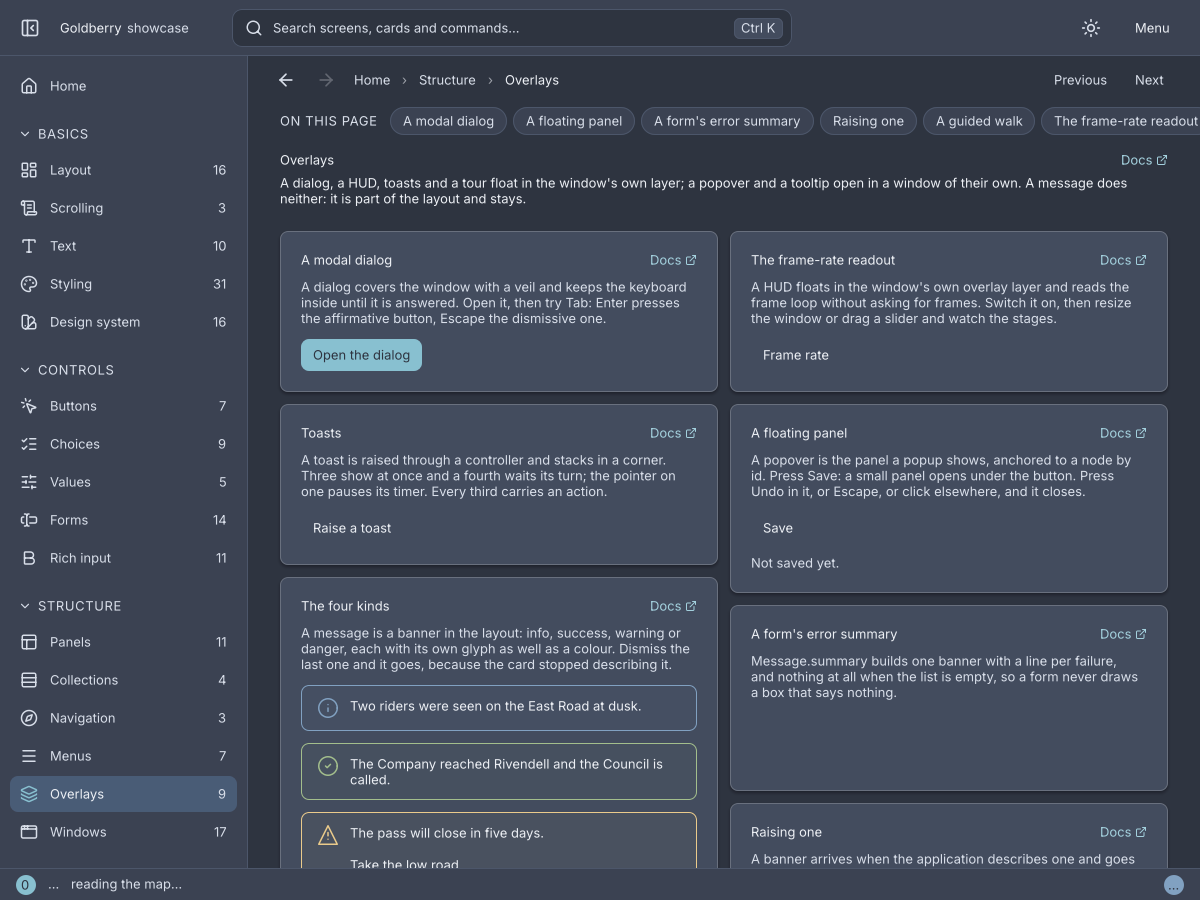 Goldberry showcase
Search screens, cards and commands...
Ctrl K
Menu
Home
BASICS
Layout 16
Scrolling 3
Text 10
Styling 31
Design system 16
CONTROLS
Buttons 7
Choices 9
Values 5
Forms 14
Rich input 11
STRUCTURE
Panels 11
Collections 4
Navigation 3
Menus 7
Overlays 9
Windows 17
Home › Structure › Overlays
Previous
Next
ON THIS PAGE
A modal dialog
A floating panel
A form's error summary
Raising one
A guided walk
The frame-rate readout
Overlays
Docs
A dialog, a HUD, toasts and a tour float in the window's own layer; a popover and a tooltip open in a window of their own. A message does
neither: it is part of the layout and stays.
A modal dialog
Docs
A dialog covers the window with a veil and keeps the keyboard
inside until it is answered. Open it, then try Tab: Enter presses
the affirmative button, Escape the dismissive one.
Open the dialog
The frame-rate readout
Docs
A HUD floats in the window's own overlay layer and reads the
frame loop without asking for frames. Switch it on, then resize
the window or drag a slider and watch the stages.
Frame rate
Toasts
Docs
A toast is raised through a controller and stacks in a corner.
Three show at once and a fourth waits its turn; the pointer on
one pauses its timer. Every third carries an action.
Raise a toast
A floating panel
Docs
A popover is the panel a popup shows, anchored to a node by
id. Press Save: a small panel opens under the button. Press
Undo in it, or Escape, or click elsewhere, and it closes.
Save
Not saved yet.
The four kinds
Docs
A message is a banner in the layout: info, success, warning or
danger, each with its own glyph as well as a colour. Dismiss the
last one and it goes, because the card stopped describing it.
Two riders were seen on the East Road at dusk.
The Company reached Rivendell and the Council is
called.
The pass will close in five days.
Take the low road
A form's error summary
Docs
Message.summary builds one banner with a line per failure,
and nothing at all when the list is empty, so a form never draws
a box that says nothing.
Raising one
Docs
A banner arrives when the application describes one and goes
0 ... reading the map...
...